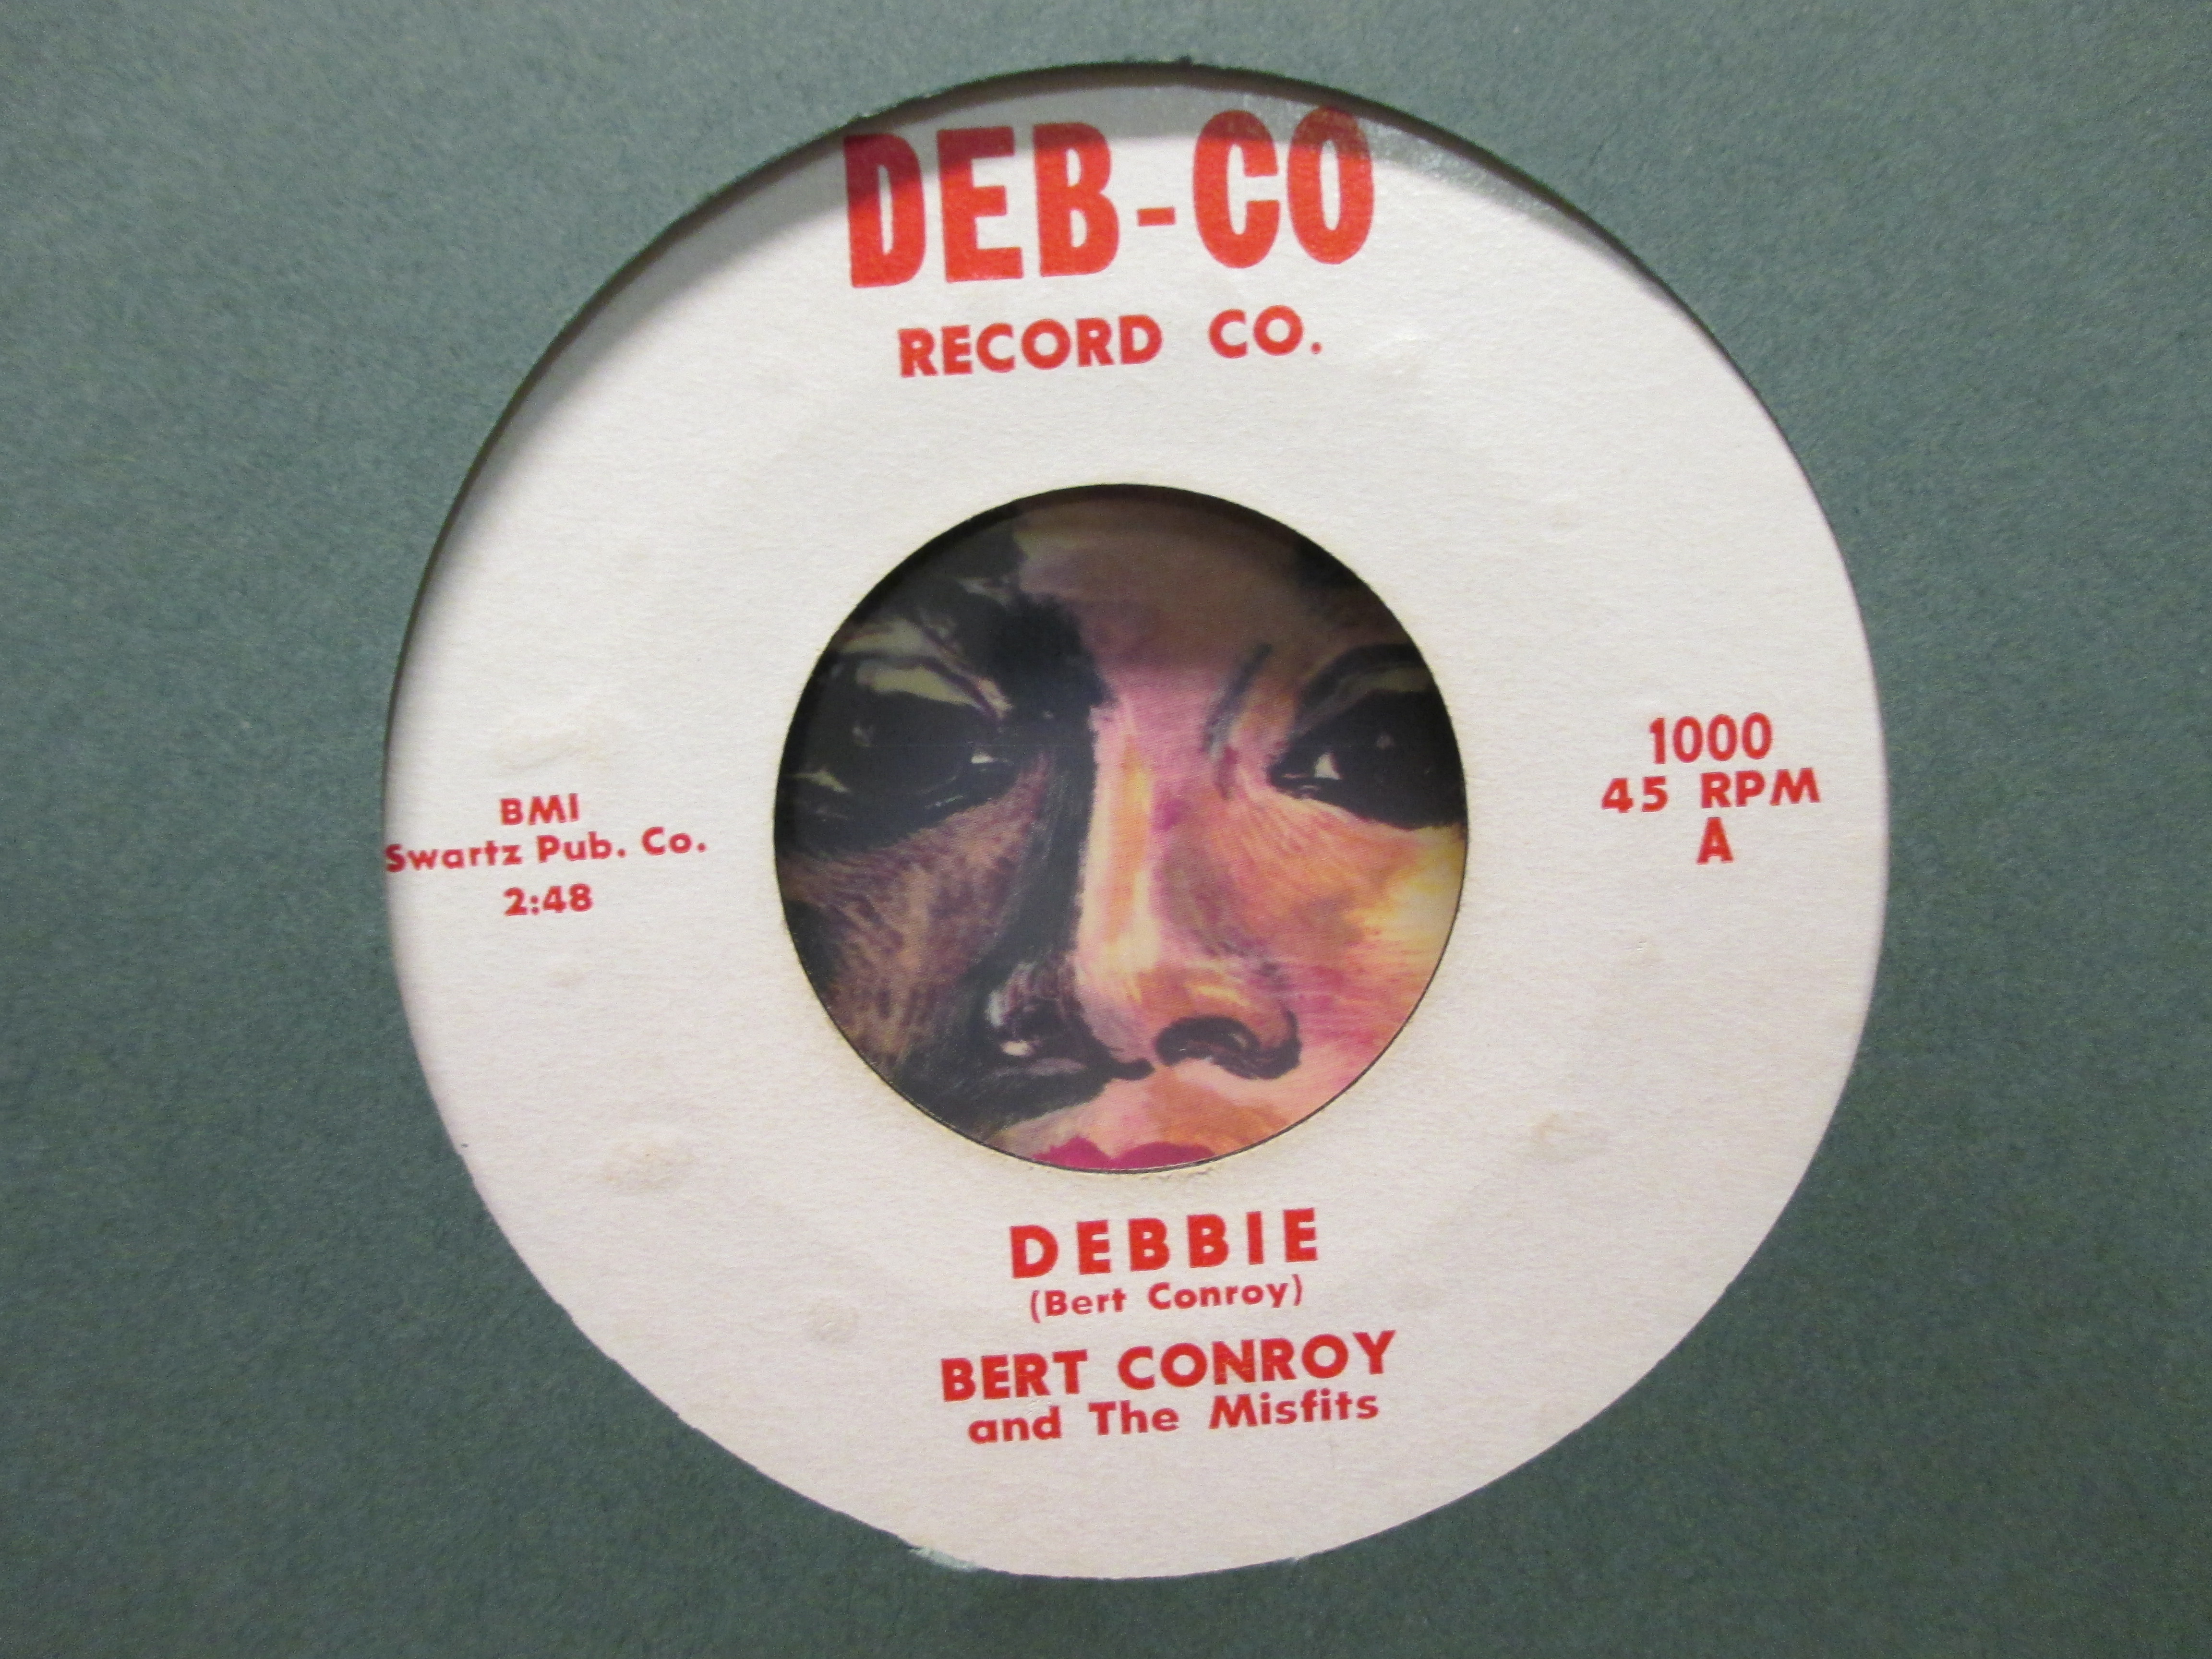 DEB-CO
RECORD CO.
BMI
Swartz Pub. Co.
2:48
1000
45 RPM
A
DEBBIE
(Bert Conroy)
BERT CONROY
and The Misfits